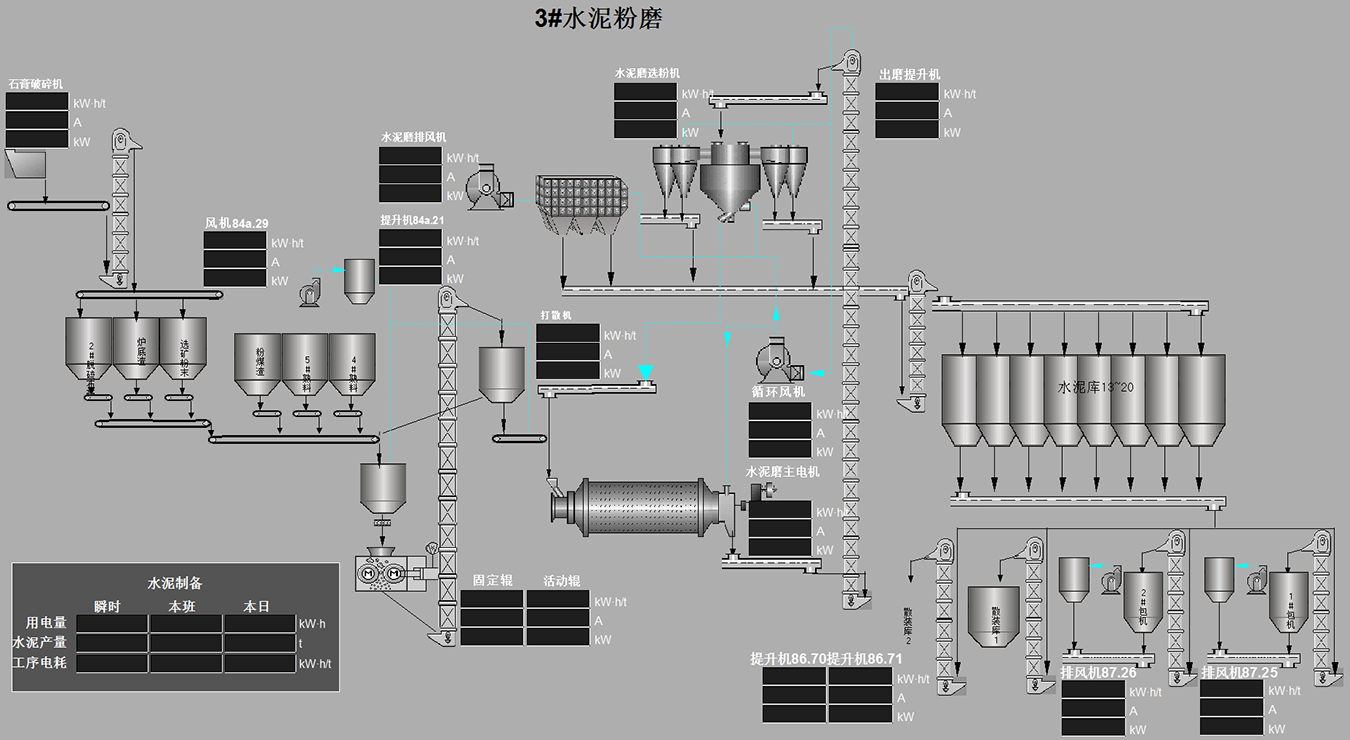 3#水泥粉磨
石膏破碎机
kW·h/t
A
kW
水泥磨选粉机
kW·h/t
A
kW
出磨提升机
kW·h/t
A
kW
水泥磨排风机
kW·h/t
A
kW
风机84a.29
kW·h/t
A
kW
提升机84a.21
kW·h/t
A
kW
打散机
kW·h/t
A
kW
2#脱硫石膏
炉底渣
选矿粉末
粉煤渣
5#熟料
4#熟料
循环风机
kW·h/t
A
kW
水泥库13~20
水泥磨主电机
kW·h/t
A
kW
M
M
固定辊
活动辊
kW·h/t
A
kW
水泥制备
瞬时
本班
本日
用电量
kW·h
水泥产量
t
工序电耗
kW·h/t
散装库2
散装库1
2#包机
1#包机
提升机86.70提升机86.71
kW·h/t
A
kW
排风机87.26
kW·h/t
A
kW
排风机87.25
kW·h/t
A
kW